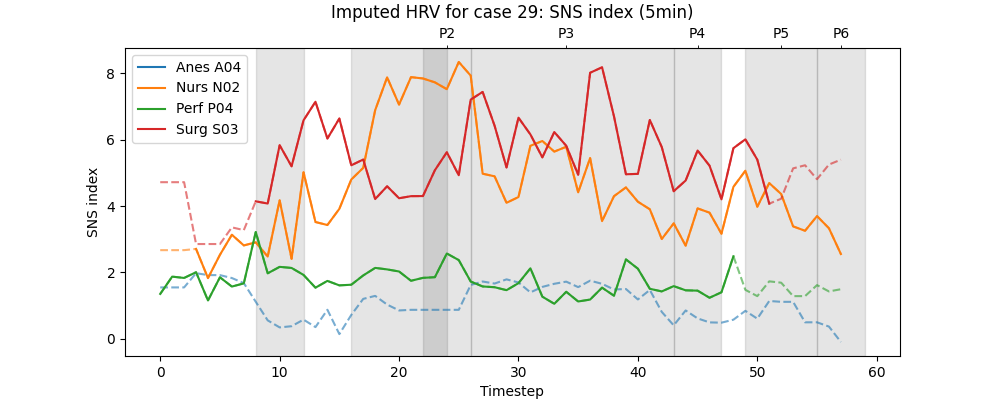 Imputed HRV for case 29: SNS index (5min)
P2 P3 P4 P5 P6
Anes A04
Nurs N02
Perf P04
Surg S03
SNS index
8
6
4
2
0
0 10 20 30 40 50 60
Timestep